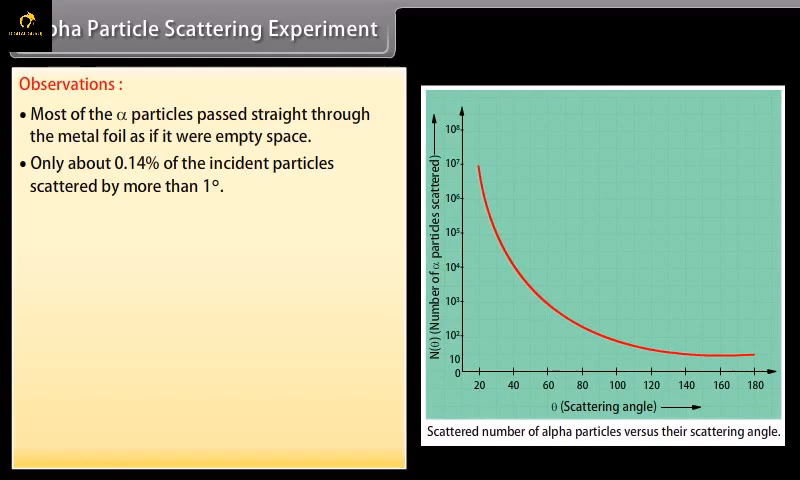 pha Particle Scattering Experiment
Observations :
• Most of the α particles passed straight through
the metal foil as if it were empty space.
• Only about 0.14% of the incident particles
scattered by more than 1º.
N(θ) (Number of α particles scattered)
10⁸
10⁷
10⁶
10⁵
10⁴
10³
10²
10
0
20 40 60 80 100 120 140 160 180
θ (Scattering angle)
Scattered number of alpha particles versus their scattering angle.